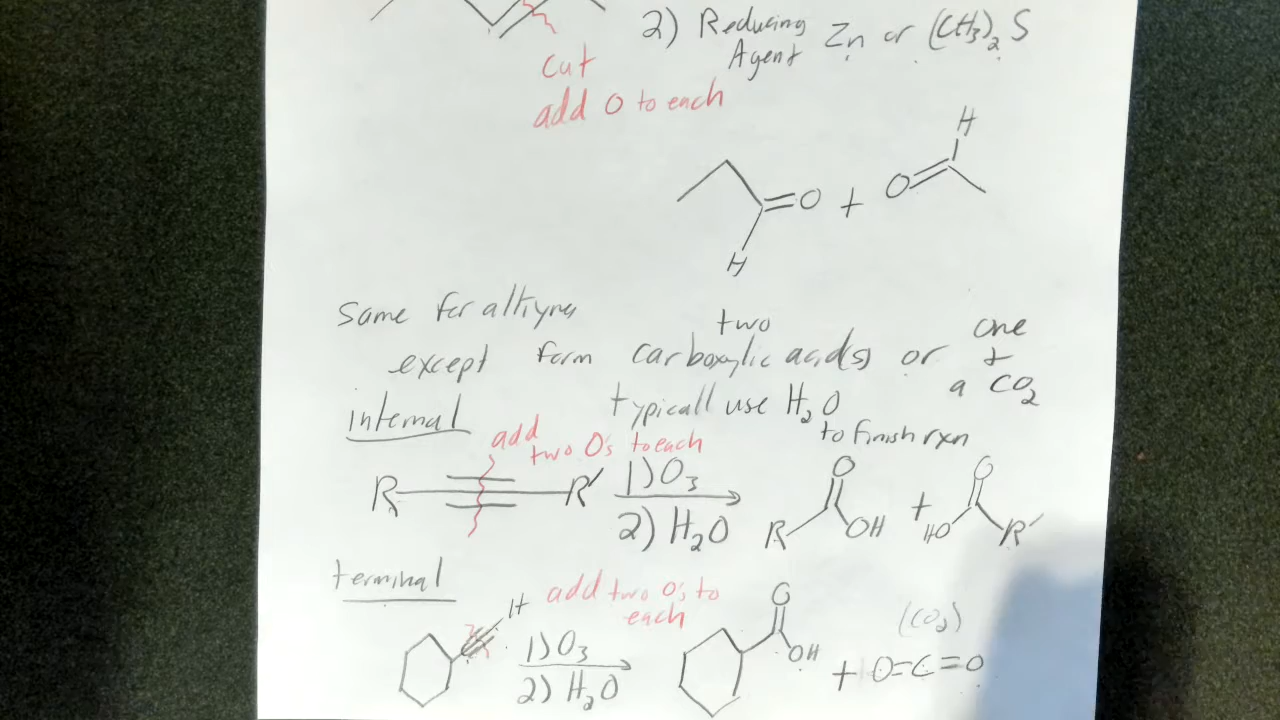 2) Reducing Agent Zn or (CH3)2 S
cut
add O to each
H
O + O
H
Same for alkynes
two one
except form carboxylic acid(s) or +
a CO2
internal typicall use H2O
to finish rxn
add
two O's to each
R R' 1) O3 O O
2) H2O R OH + HO R'
terminal
add two O's to
each
H 1) O3 O (CO2)
2) H2O OH + O=C=O